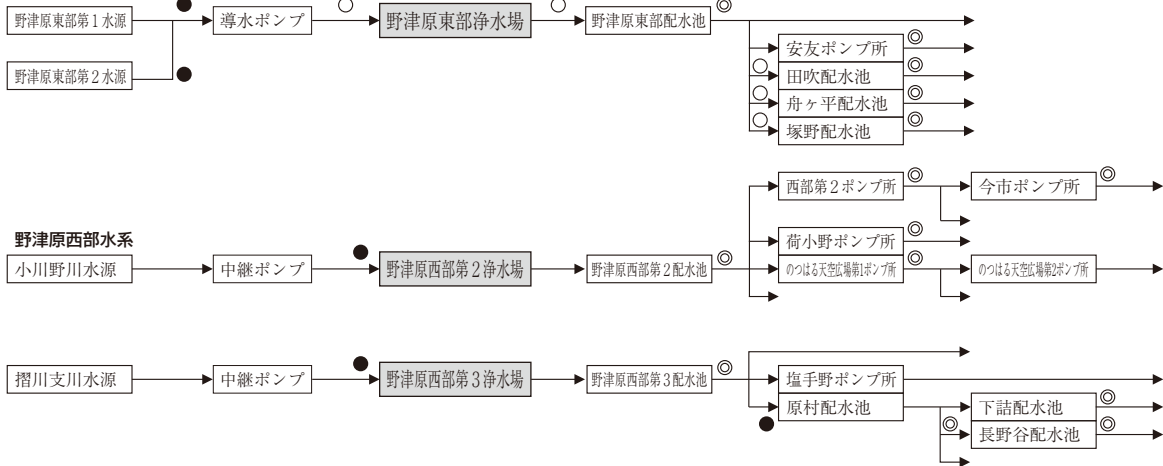 野津原東部第1水源
導水ポンプ
野津原東部浄水場
野津原東部配水池
安友ポンプ所
野津原東部第2水源
田吹配水池
舟ヶ平配水池
塚野配水池
西部第2ポンプ所
今市ポンプ所
野津原西部水系
荷小野ポンプ所
小川野川水源
中継ポンプ
野津原西部第2浄水場
野津原西部第2配水池
のつはる天空広場第1ポンプ所
のつはる天空広場第2ポンプ所
摺川支川水源
中継ポンプ
野津原西部第3浄水場
野津原西部第3配水池
塩手野ポンプ所
原村配水池
下詰配水池
長野谷配水池